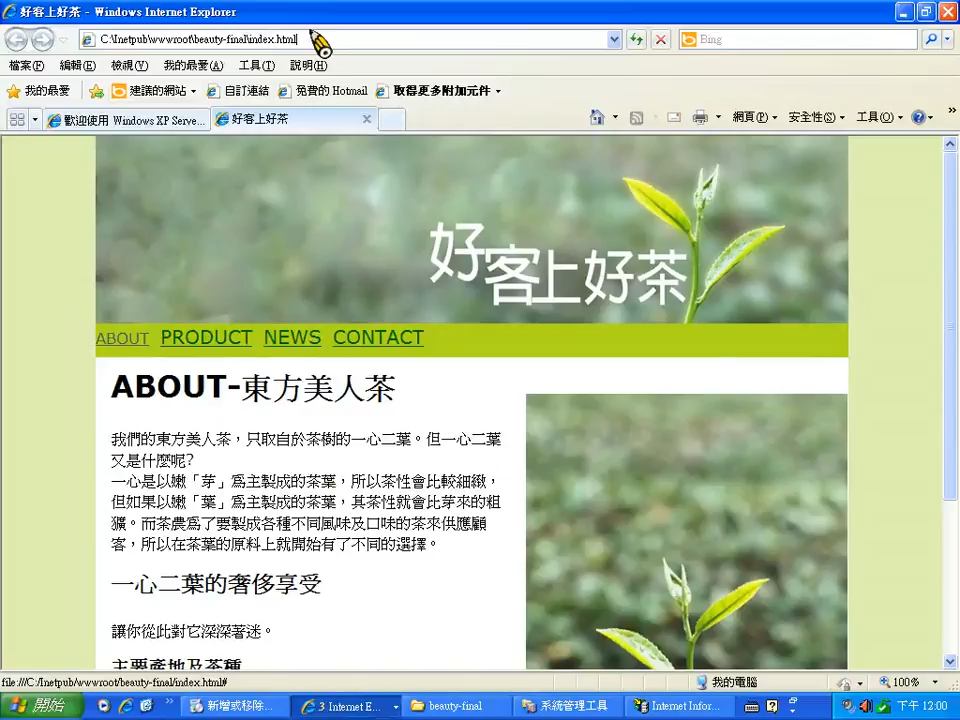 好客上好茶 - Windows Internet Explorer
C:\Inetpub\wwwroot\beauty-final\index.html
Bing
檔案(F) 編輯(E) 檢視(V) 我的最愛(A) 工具(T) 說明(H)
我的最愛 建議的網站 自訂連結 免費的 Hotmail 取得更多附加元件
歡迎使用 Windows XP Serve... 好客上好茶 網頁(P) 安全性(S) 工具(O)
好客上好茶
ABOUT PRODUCT NEWS CONTACT
ABOUT-東方美人茶
我們的東方美人茶，只取自於茶樹的一心二葉。但一心二葉
又是什麼呢?
一心是以嫩「芽」為主製成的茶葉，所以茶性會比較細緻，
但如果以嫩「葉」為主製成的茶葉，其茶性就會比芽來的粗
獷。而茶農為了要製成各種不同風味及口味的茶來供應顧
客，所以在茶葉的原料上就開始有了不同的選擇。
一心二葉的奢侈享受
讓你從此對它深深著迷。
主要產地及茶種
file:///C:/Inetpub/wwwroot/beauty-final/index.html# 我的電腦 100%
開始 新增或移除... 3 Internet E... beauty-final 系統管理工具 Internet Infor... 下午 12:00